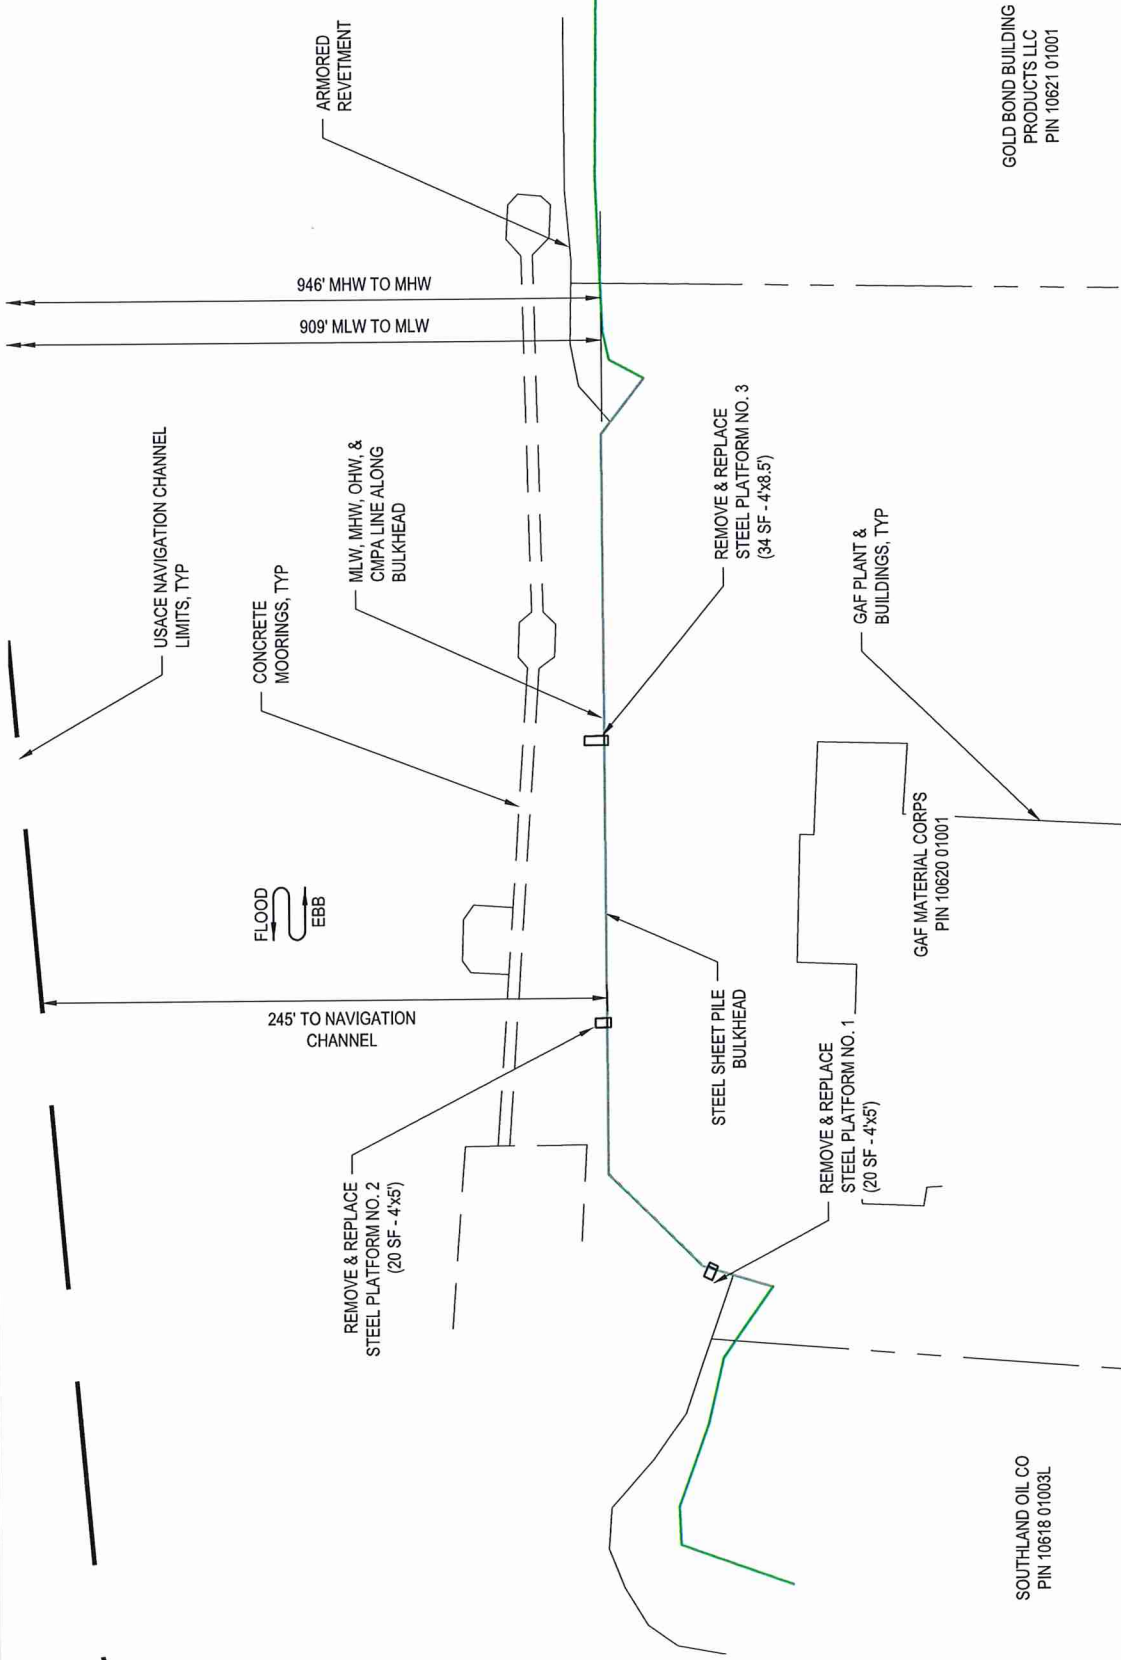 ARMORED
REVETMENT
GOLD BOND BUILDING
PRODUCTS LLC
PIN 10621 01001
946' MHW TO MHW
909' MLW TO MLW
USACE NAVIGATION CHANNEL
LIMITS, TYP
CONCRETE
MOORINGS, TYP
MLW, MHW, OHW, &
CMPA LINE ALONG
BULKHEAD
REMOVE & REPLACE
STEEL PLATFORM NO. 3
(34 SF - 4'x8.5')
GAF PLANT &
BUILDINGS, TYP
FLOOD
EBB
GAF MATERIAL CORPS
PIN 10620 01001
245' TO NAVIGATION
CHANNEL
STEEL SHEET PILE
BULKHEAD
REMOVE & REPLACE
STEEL PLATFORM NO. 2
(20 SF - 4'x5')
REMOVE & REPLACE
STEEL PLATFORM NO. 1
(20 SF - 4'x5')
SOUTHLAND OIL CO
PIN 10618 01003L